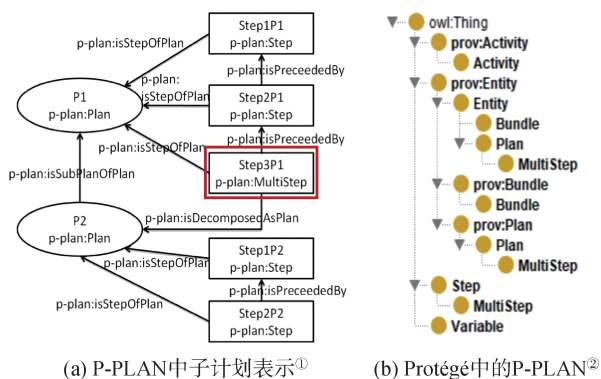 Step1P1
p-plan:Step
p-plan:isStepOfPlan
p-plan:isPreceededBy
p-plan:
isStepOfPlan
P1
p-plan:Plan
Step2P1
p-plan:Step
p-plan:isPreceededBy
p-plan:isStepOfPlan
Step3P1
p-plan:MultiStep
p-plan:isSubPlanOfPlan
p-plan:isDecomposedAsPlan
P2
p-plan:Plan
Step1P2
p-plan:Step
p-plan:isStepOfPlan
p-plan:isPreceededBy
p-plan:isStepOfPlan
Step2P2
p-plan:Step
(a) P-PLAN中子计划表示①
owl:Thing
prov:Activity
Activity
prov:Entity
Entity
Bundle
Plan
MultiStep
prov:Bundle
Bundle
prov:Plan
Plan
MultiStep
Step
MultiStep
Variable
(b) Protégé中的P-PLAN②